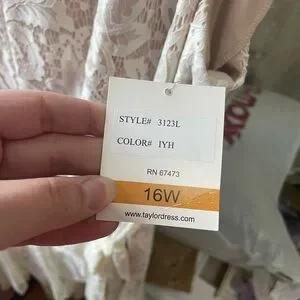 STYLE# 3123L
COLOR# IYH
RN 67473
16W
www.taylordress.com